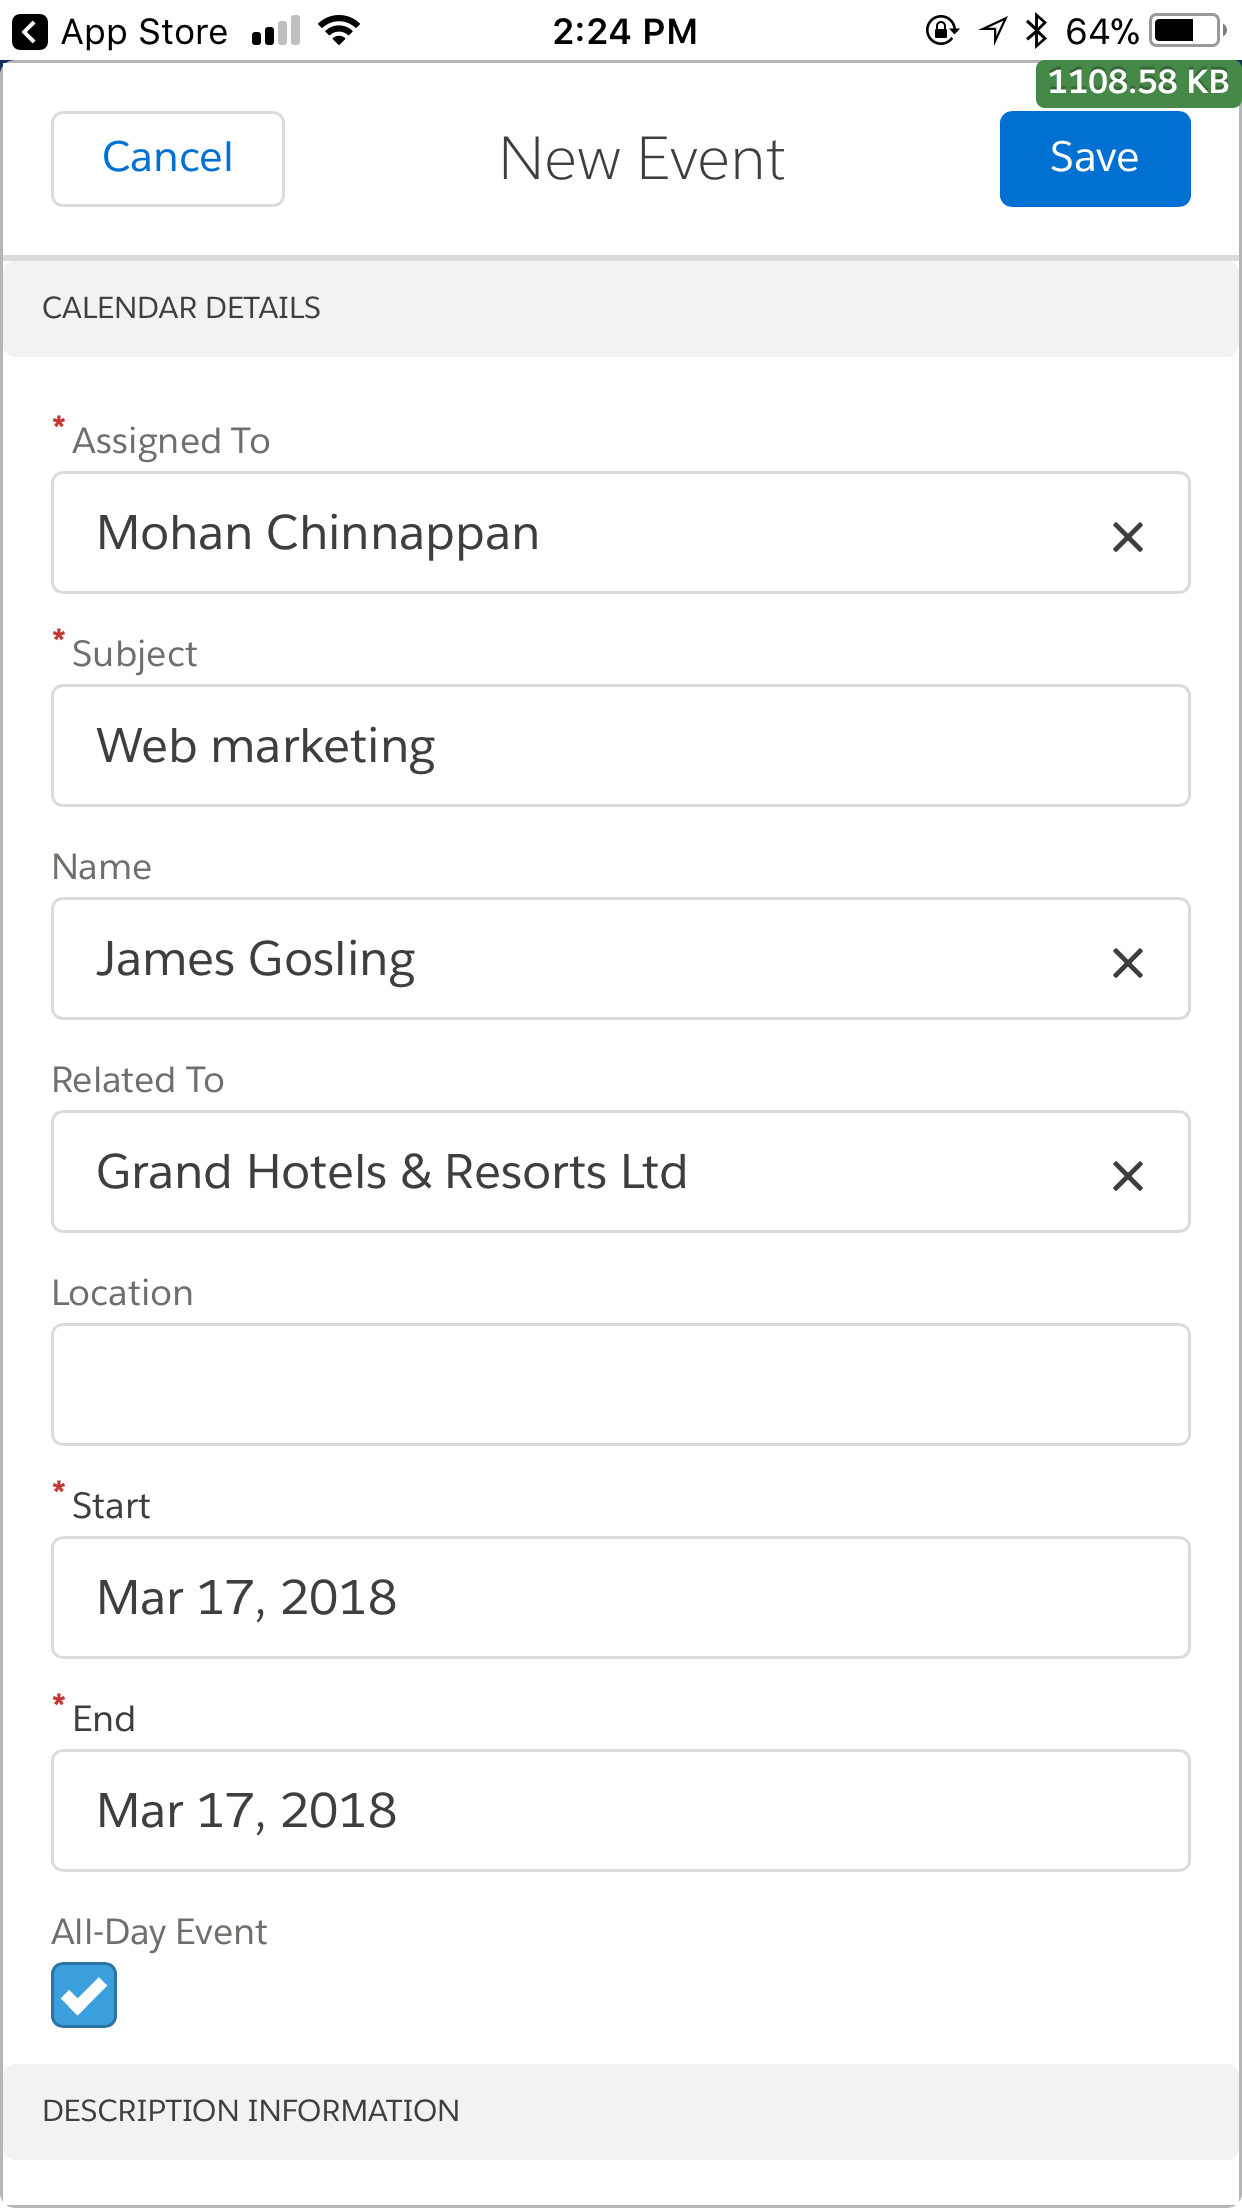 App Store 2:24 PM 64%
1108.58 KB
Cancel New Event Save
CALENDAR DETAILS
* Assigned To
Mohan Chinnappan
* Subject
Web marketing
Name
James Gosling
Related To
Grand Hotels & Resorts Ltd
Location
* Start
Mar 17, 2018
* End
Mar 17, 2018
All-Day Event
DESCRIPTION INFORMATION